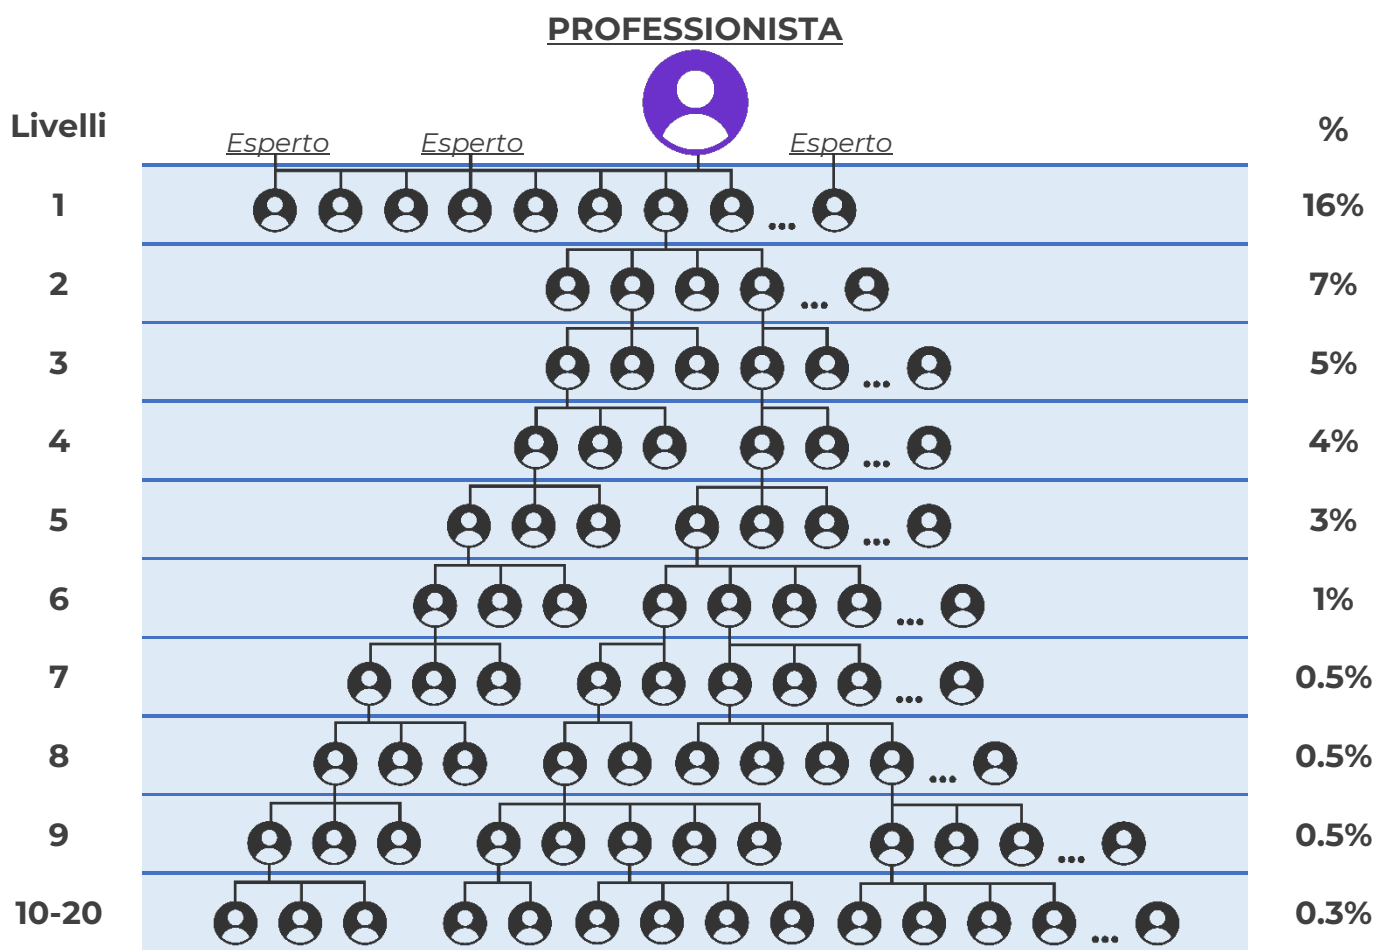 PROFESSIONISTA
Livelli
%
Esperto Esperto Esperto
1 ... 16%
2 ... 7%
3 ... 5%
4 ... 4%
5 ... 3%
6 ... 1%
7 ... 0.5%
8 ... 0.5%
9 ... 0.5%
10-20 ... 0.3%